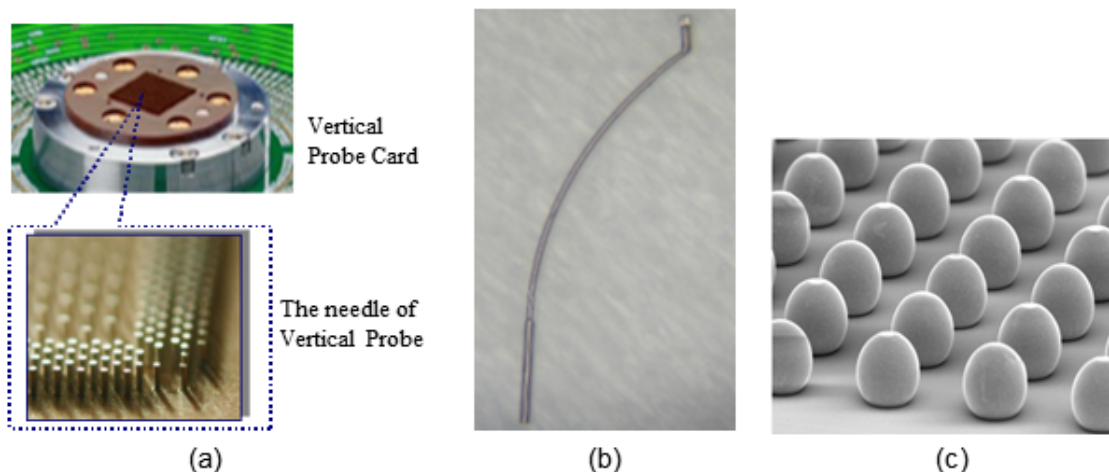 Vertical
Probe Card
The needle of
Vertical Probe
(a)
(b)
(c)